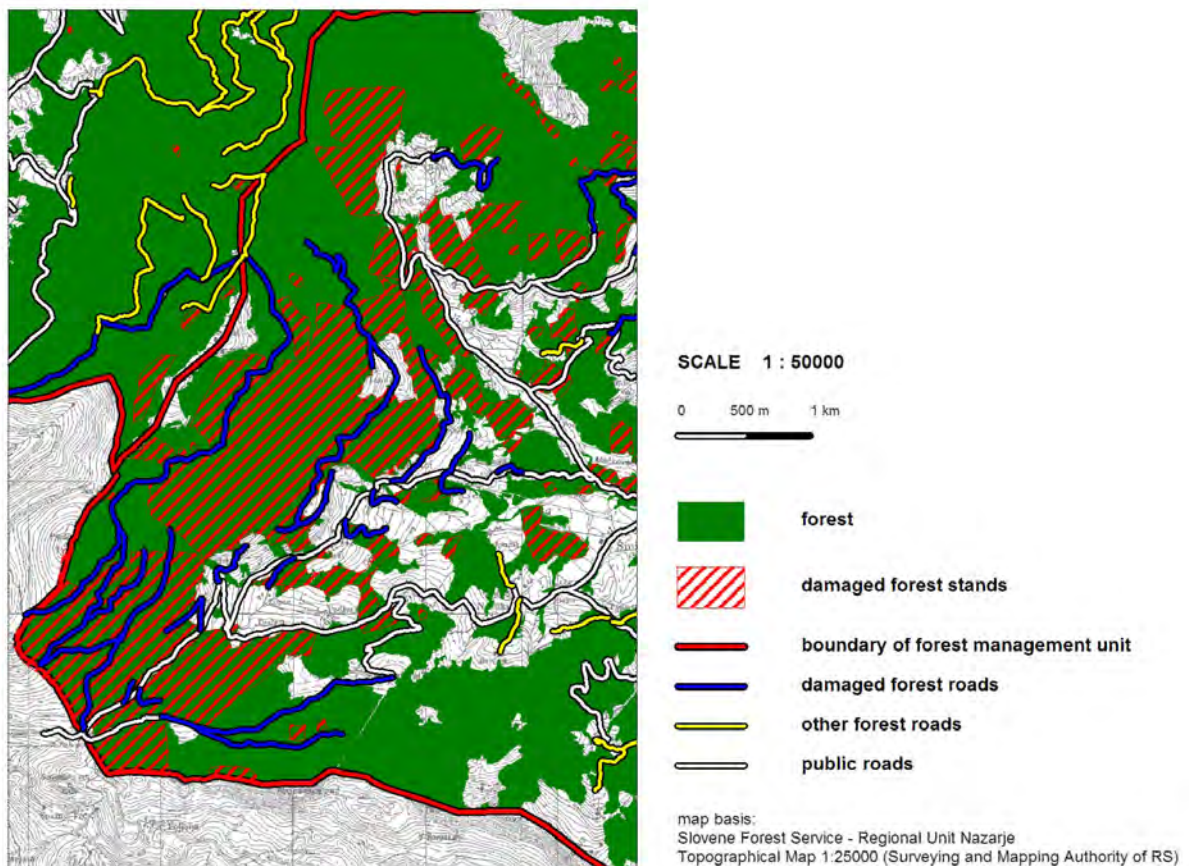 SCALE 1 : 50000
0 500 m 1 km
forest
damaged forest stands
boundary of forest management unit
damaged forest roads
other forest roads
public roads
map basis:
Slovene Forest Service - Regional Unit Nazarje
Topographical Map 1:25000 (Surveying and Mapping Authority of RS)